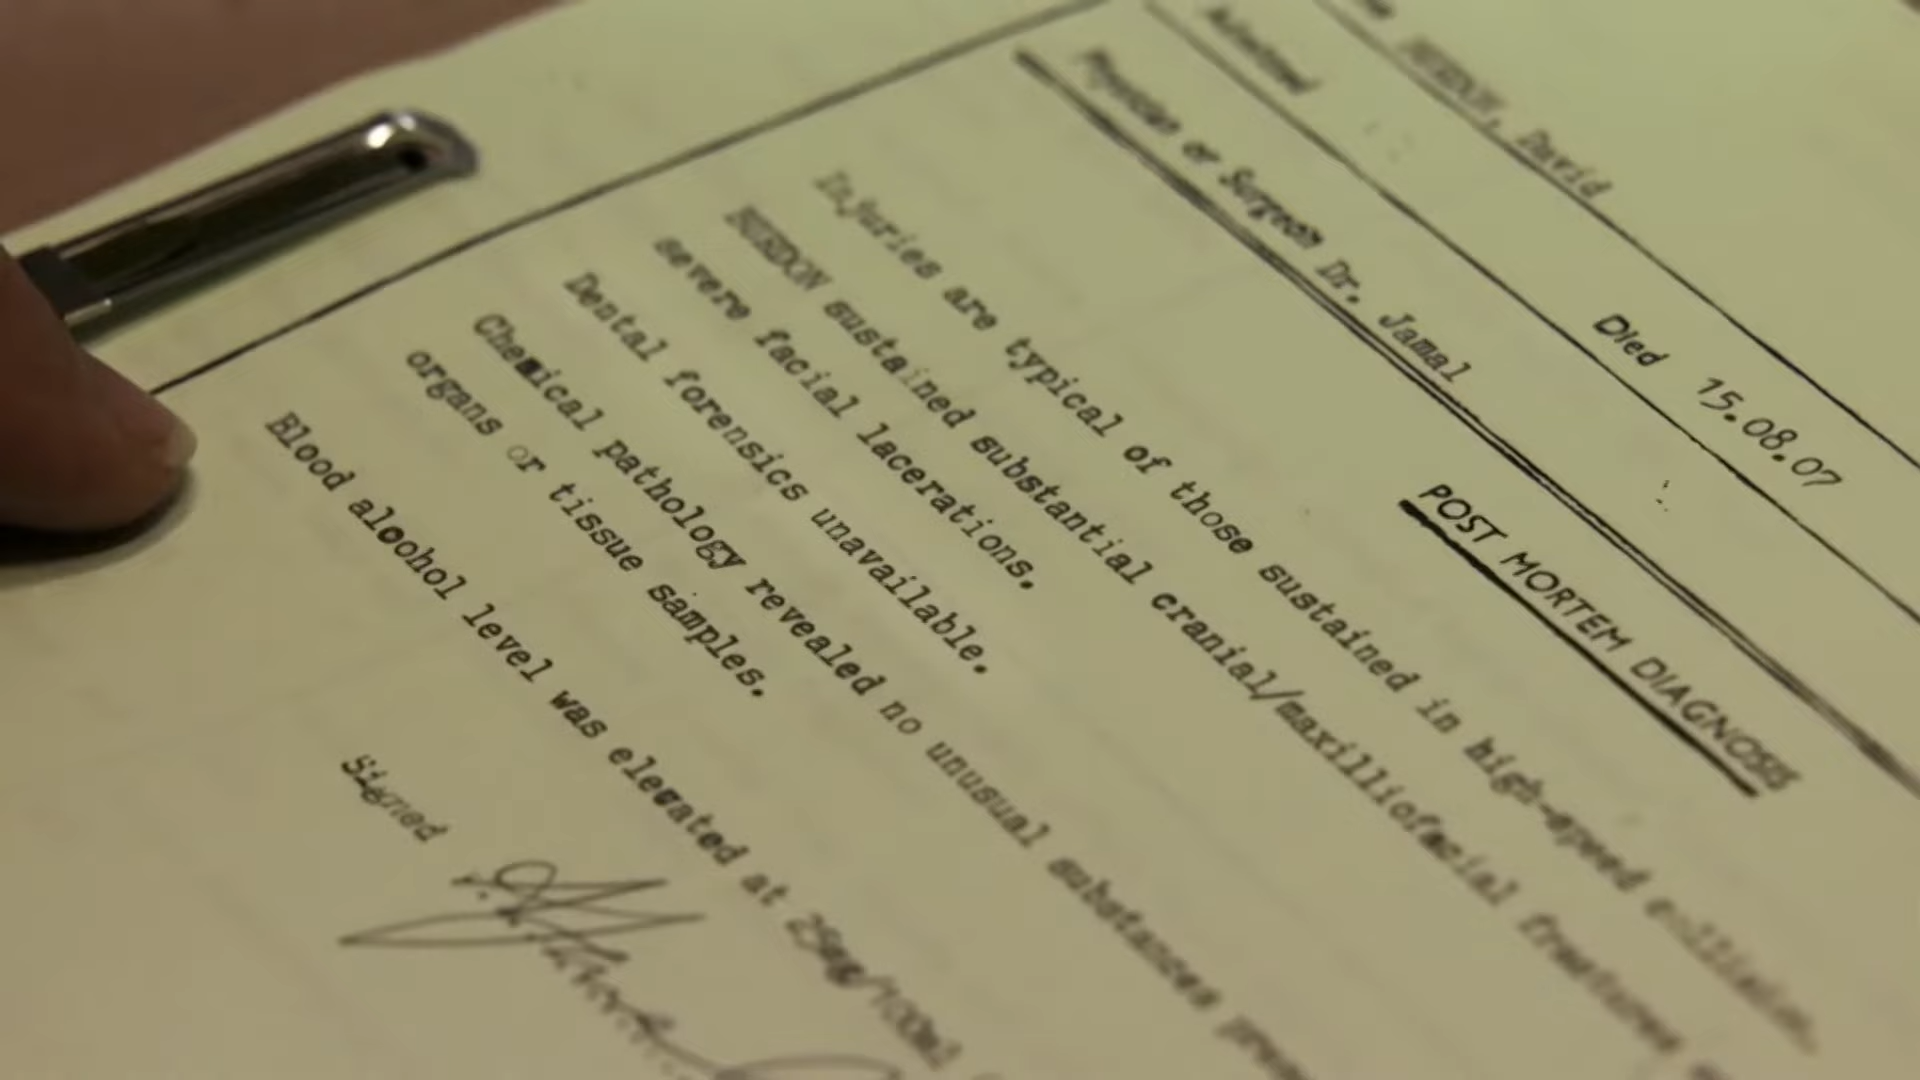 David
Admitted
Died 15.08.07
Physician or Surgeon Dr. Jamal
POST MORTEM DIAGNOSIS
Injuries are typical of those sustained in high-speed collision.
sustained substantial cranial/maxilliofacial fractures
severe facial lacerations.
Dental forensics unavailable.
Chemical pathology revealed no unusual substances
organs or tissue samples.
Blood alcohol level was elevated at
Signed